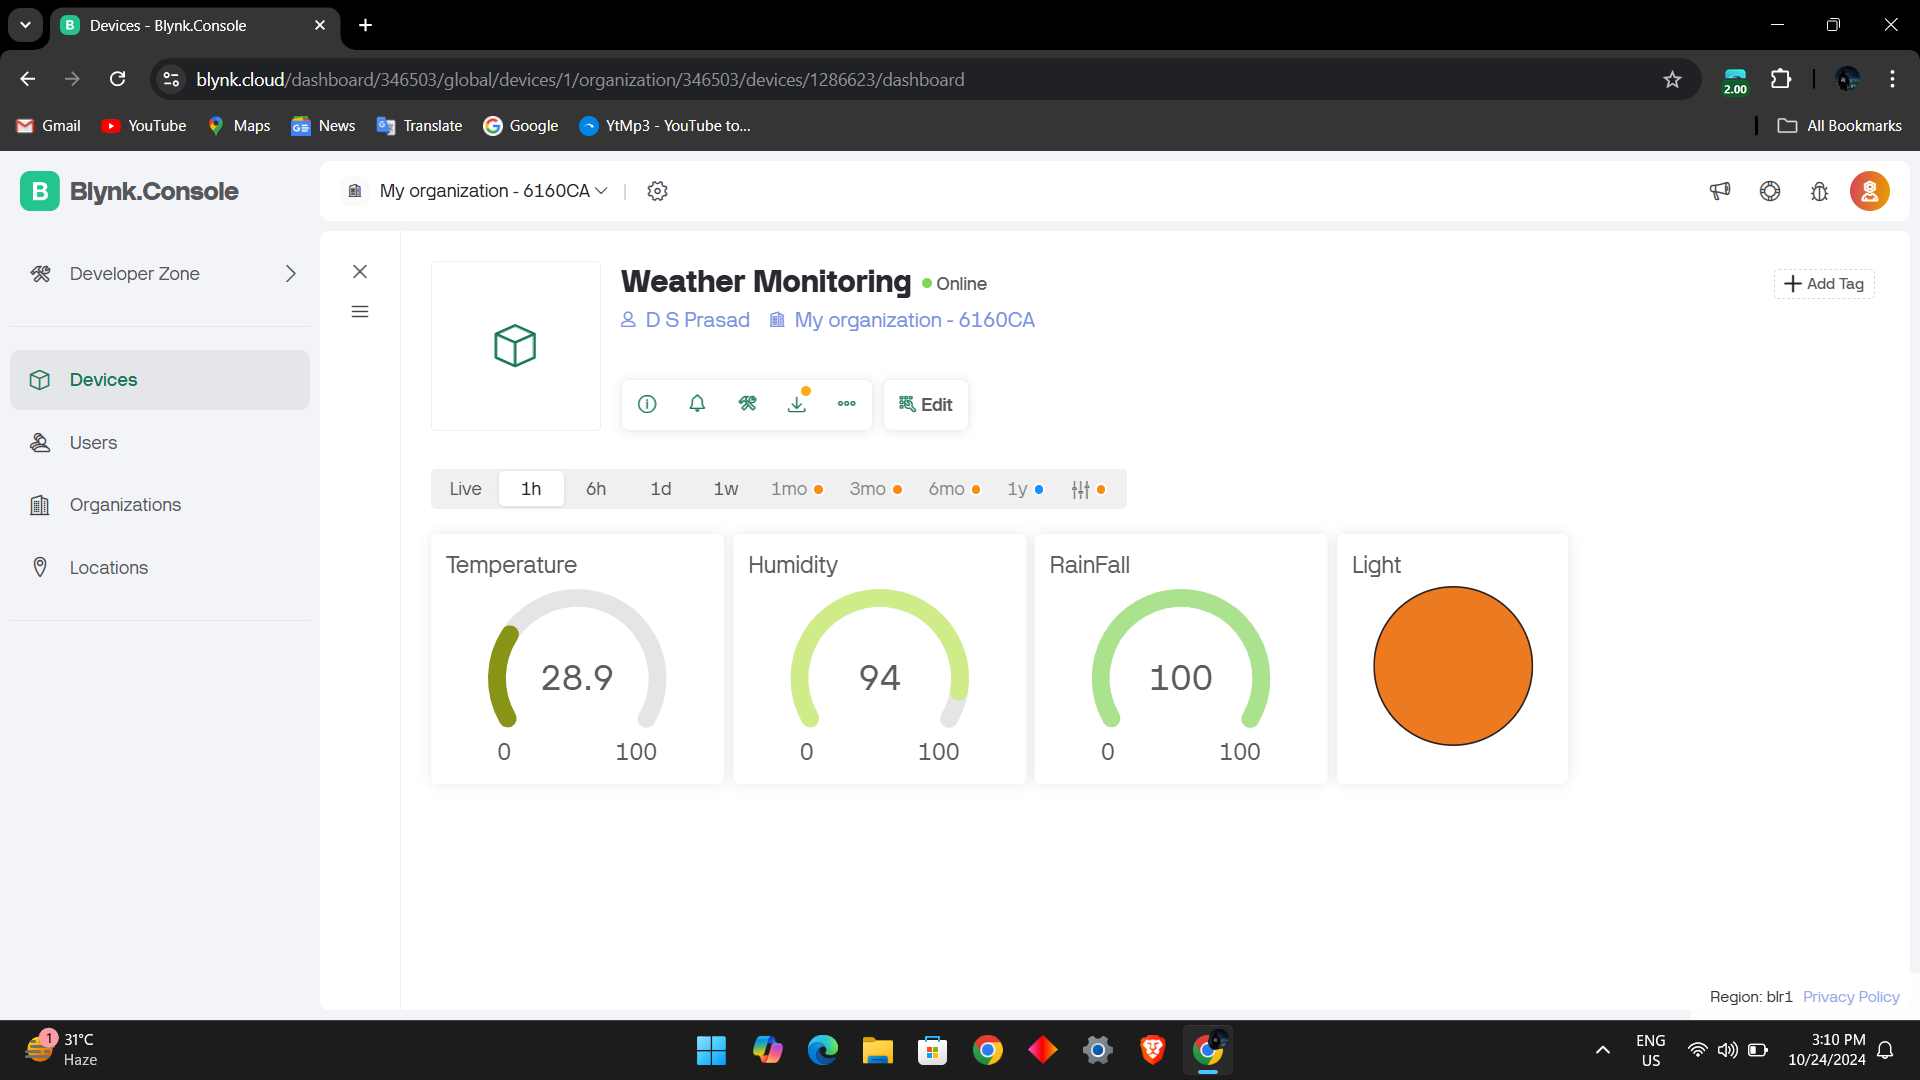 Devices - Blynk.Console
blynk.cloud/dashboard/346503/global/devices/1/organization/346503/devices/1286623/dashboard
2.00
Gmail YouTube Maps News Translate Google YtMp3 - YouTube to... All Bookmarks
B Blynk.Console
My organization - 6160CA
Developer Zone
Devices
Users
Organizations
Locations
Weather Monitoring Online
Add Tag
D S Prasad My organization - 6160CA
Edit
Live 1h 6h 1d 1w 1mo 3mo 6mo 1y
Temperature
28.9
0 100
Humidity
94
0 100
RainFall
100
0 100
Light
Region: blr1 Privacy Policy
1
31°C
Haze
ENG
US
3:10 PM
10/24/2024